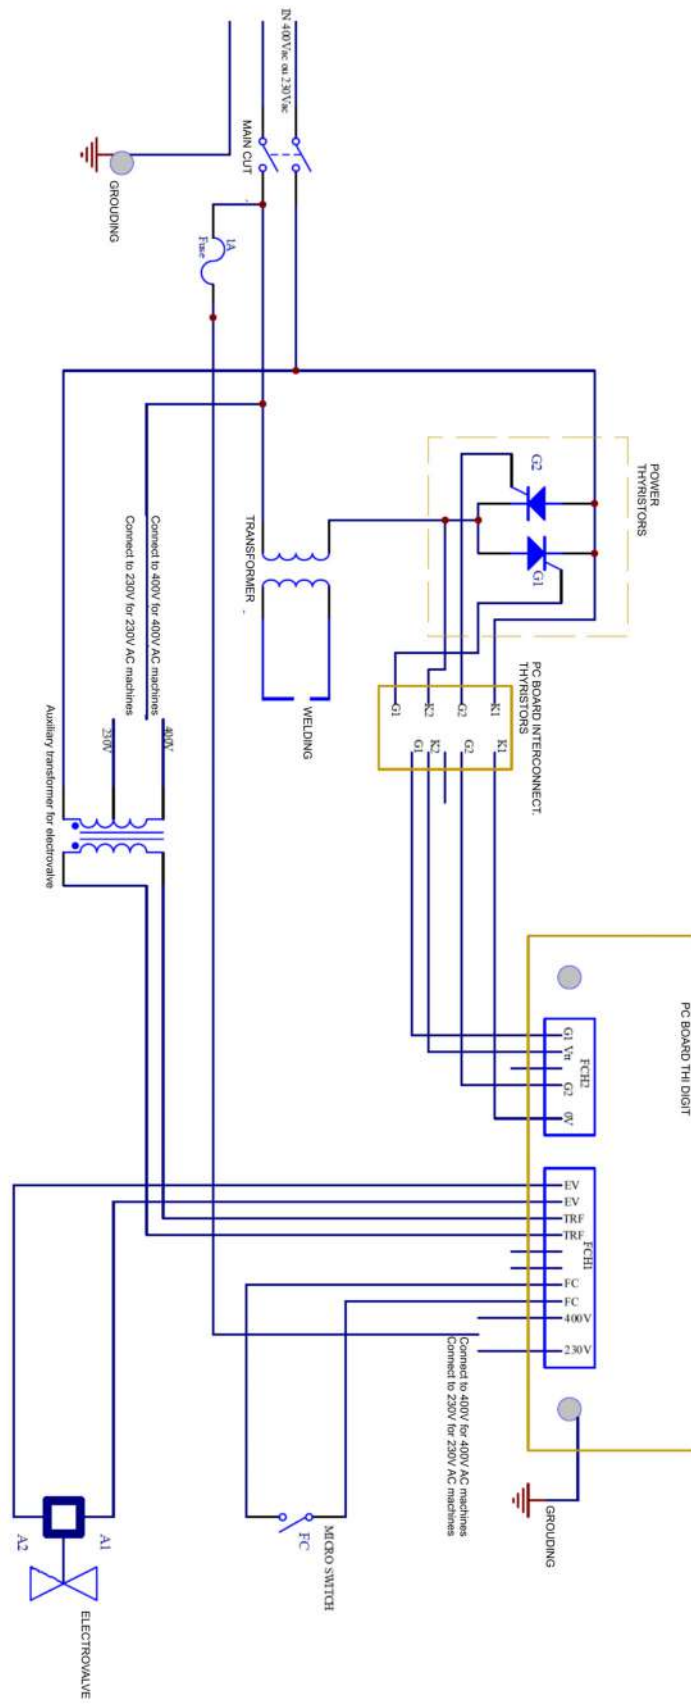 IN 400Vac ou 230Vac
MAIN CUT
GROUDING
1A
Fuse
POWER
THYRISTORS
G2
G1
TRANSFORMER
WELDING
Connect to 400V for 400V AC machines
Connect to 230V for 230V AC machines
400V
230V
Auxiliary transformer for electrovalve
PC BOARD INTERCONNECT.
THYRISTORS
K1
G2
K2
G1
K1
G2
K2
G1
PC BOARD THI DIGIT
FCH2
G1
G2
0V
FCH1
EV
EV
TRF
TRF
FC
FC
400V
230V
Connect to 400V for 400V AC machines
Connect to 230V for 230V AC machines
GROUDING
MICRO SWITCH
FC
A1
A2
ELECTROVALVE